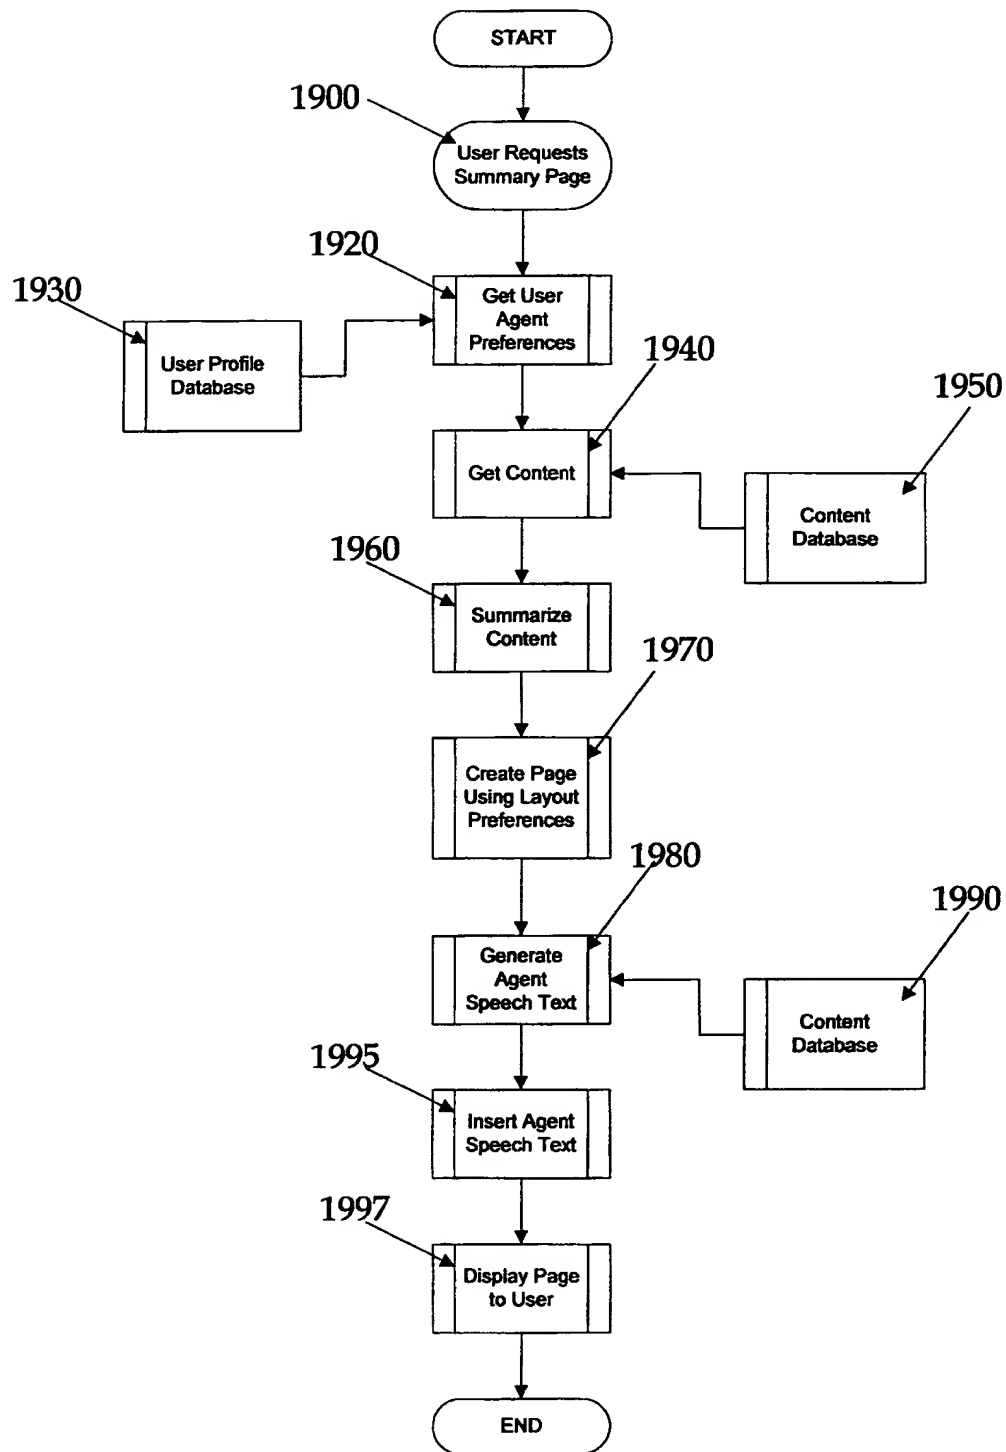 START
1900
User Requests
Summary Page
1920
Get User
Agent
Preferences
1930
User Profile
Database
1940
Get Content
1950
Content
Database
1960
Summarize
Content
1970
Create Page
Using Layout
Preferences
1980
Generate
Agent
Speech Text
1990
Content
Database
1995
Insert Agent
Speech Text
1997
Display Page
to User
END